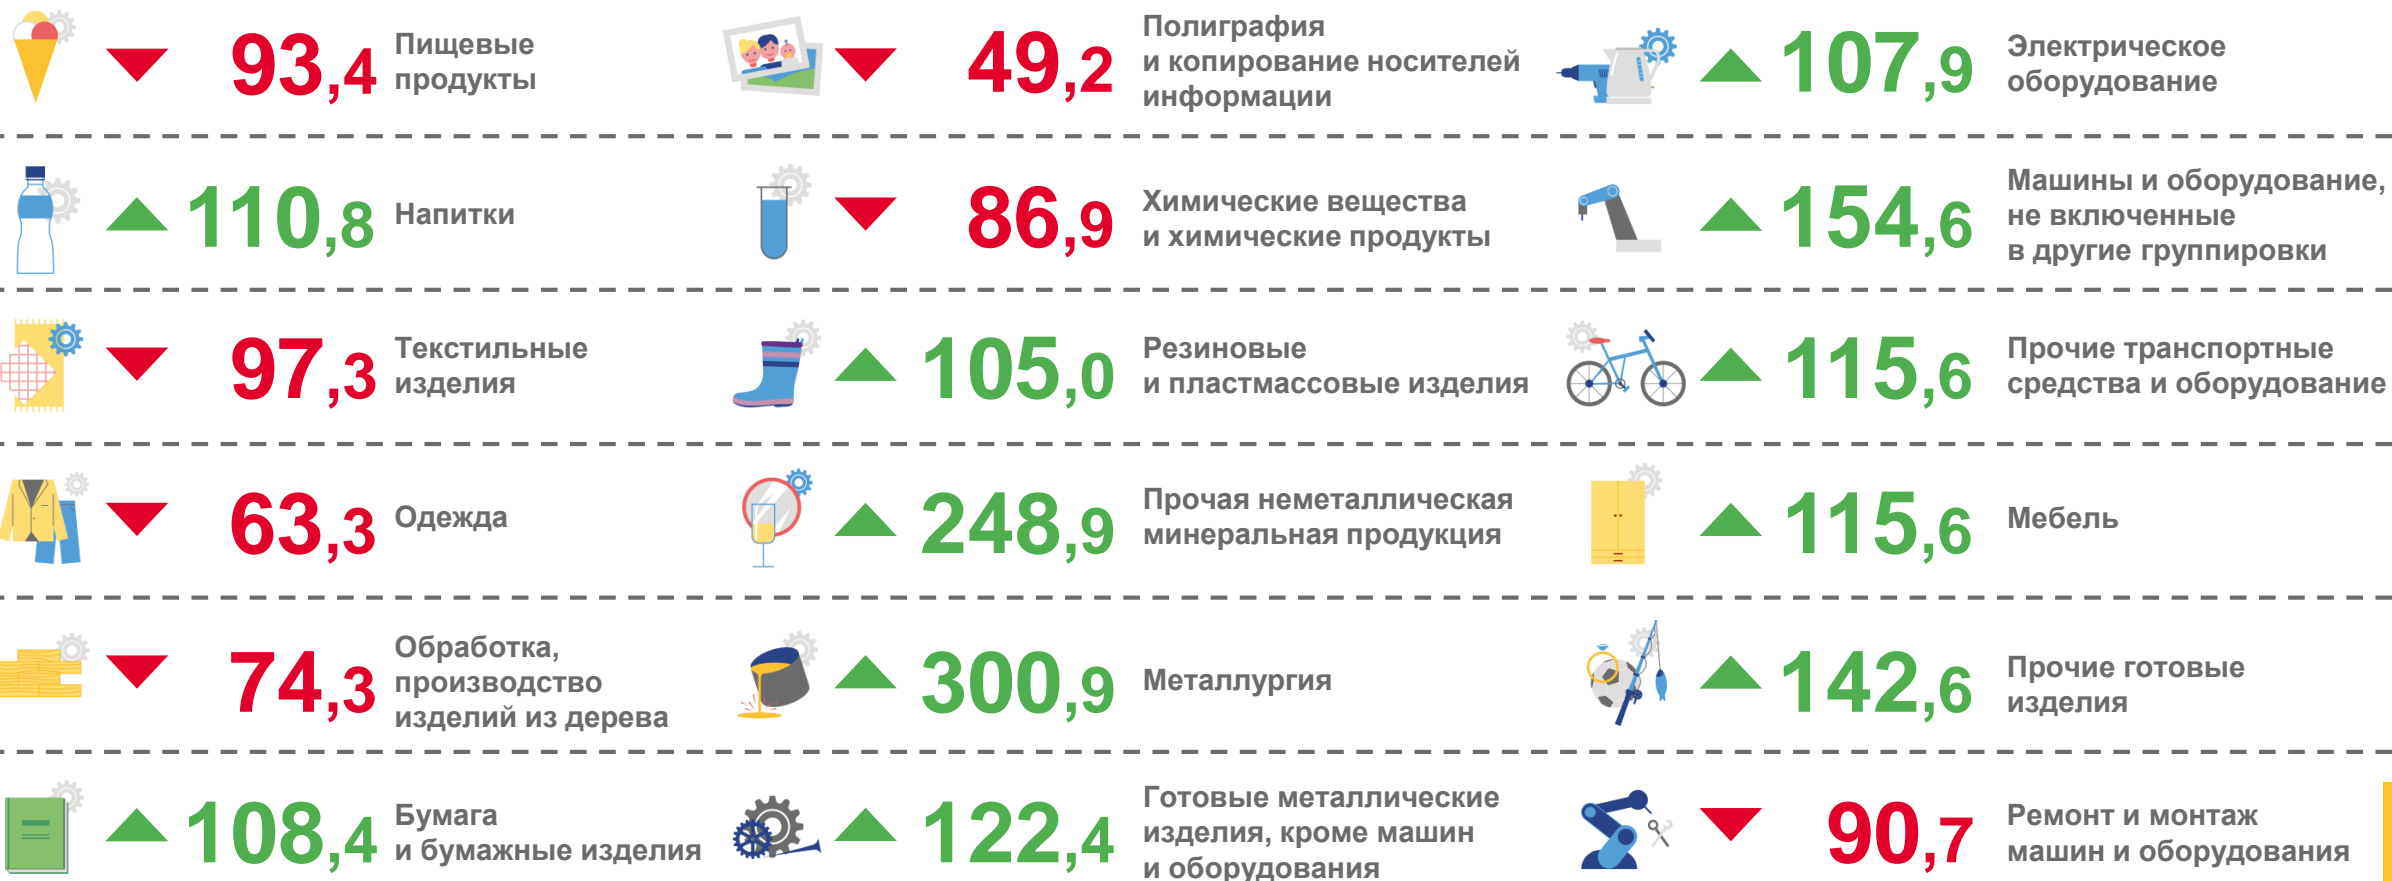 93,4
Пищевые
продукты
49,2
Полиграфия
и копирование носителей
информации
107,9
Электрическое
оборудование
110,8
Напитки
86,9
Химические вещества
и химические продукты
154,6
Машины и оборудование,
не включенные
в другие группировки
97,3
Текстильные
изделия
105,0
Резиновые
и пластмассовые изделия
115,6
Прочие транспортные
средства и оборудование
63,3
Одежда
248,9
Прочая неметаллическая
минеральная продукция
115,6
Мебель
74,3
Обработка,
производство
изделий из дерева
300,9
Металлургия
142,6
Прочие готовые
изделия
108,4
Бумага
и бумажные изделия
122,4
Готовые металлические
изделия, кроме машин
и оборудования
90,7
Ремонт и монтаж
машин и оборудования